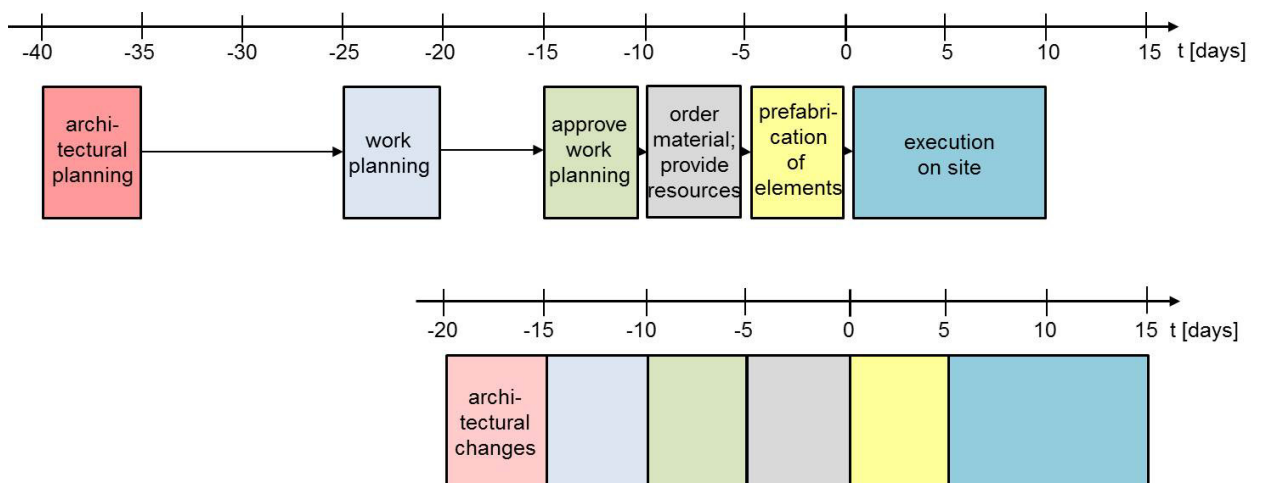 -40 -35 -30 -25 -20 -15 -10 -5 0 5 10 15 t [days]
archi-
tectural
planning
work
planning
approve
work
planning
order
material;
provide
resources
prefabri-
cation
of
elements
execution
on site
-20 -15 -10 -5 0 5 10 15 t [days]
archi-
tectural
changes